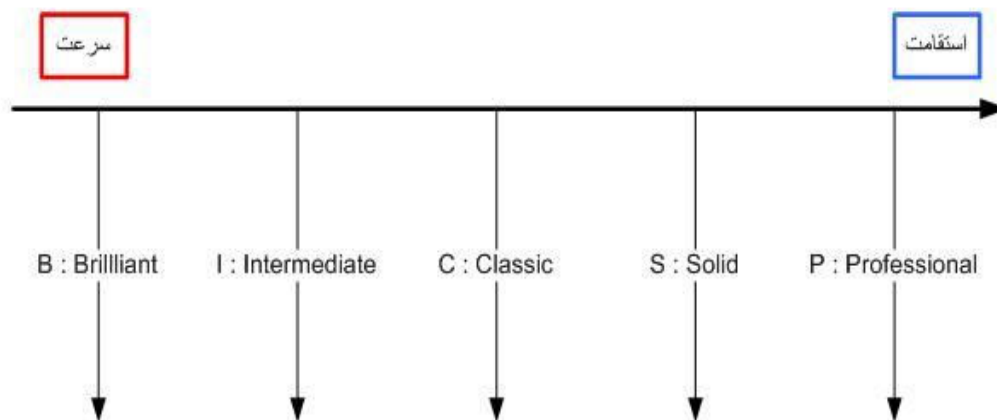 سرعت
استقامت
B : Brillliant
I : Intermediate
C : Classic
S : Solid
P : Professional